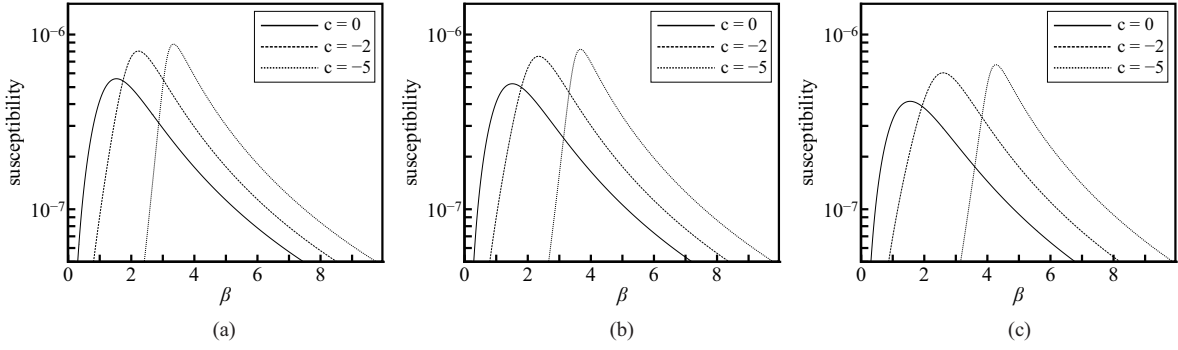 susceptibility
10⁻⁶
10⁻⁷
c = 0
c = −2
c = −5
0 2 4 6 8
β
(a)
susceptibility
10⁻⁶
10⁻⁷
c = 0
c = −2
c = −5
0 2 4 6 8
β
(b)
susceptibility
10⁻⁶
10⁻⁷
c = 0
c = −2
c = −5
0 2 4 6 8
β
(c)